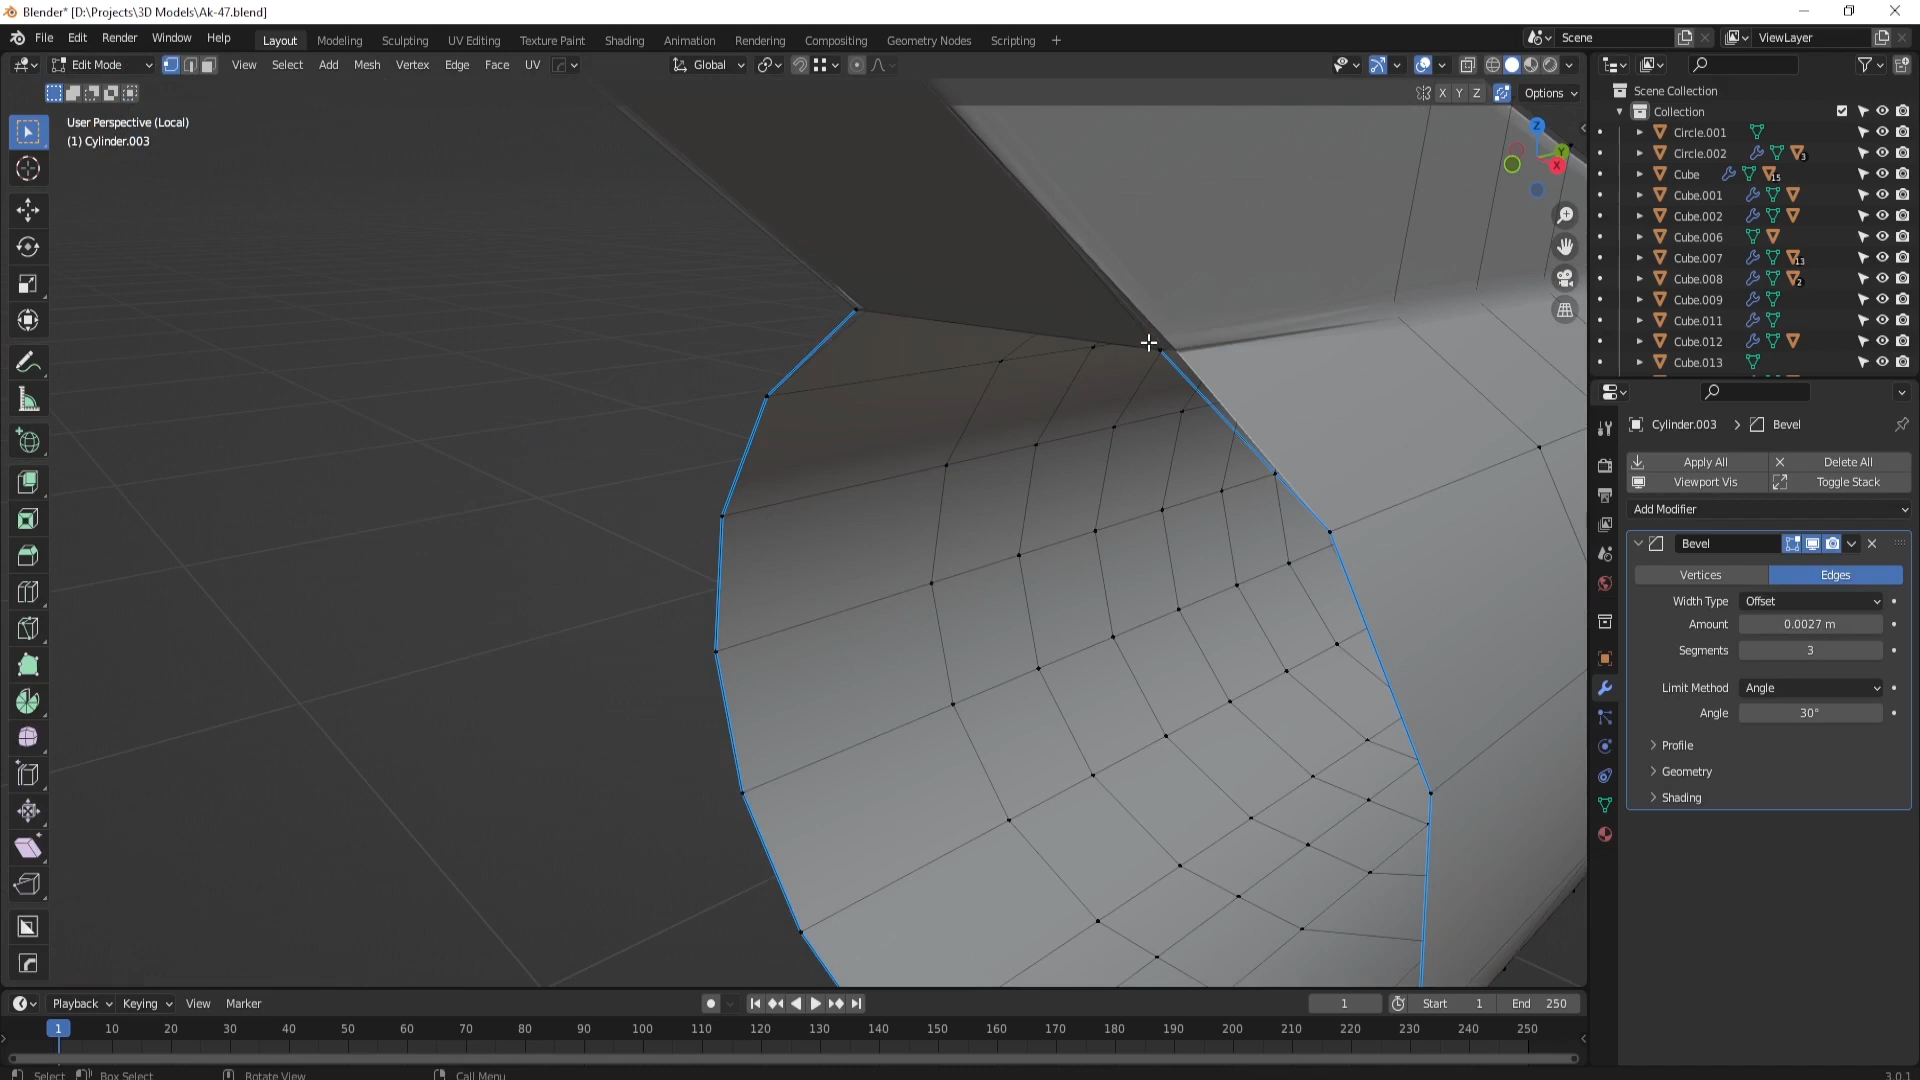 Blender* [D:\Projects\3D Models\Ak-47.blend]
File Edit Render Window Help
Layout Modeling Sculpting UV Editing Texture Paint Shading Animation Rendering Compositing Geometry Nodes Scripting +
Scene
ViewLayer
Edit Mode
View Select Add Mesh Vertex Edge Face UV
Global
X Y Z
Options
User Perspective (Local)
(1) Cylinder.003
Z
Y
X
Scene Collection
Collection
Circle.001
Circle.002 3
Cube 15
Cube.001
Cube.002
Cube.006
Cube.007 13
Cube.008 2
Cube.009
Cube.011
Cube.012
Cube.013
Cylinder.003 > Bevel
Apply All Delete All
Viewport Vis Toggle Stack
Add Modifier
Bevel
Vertices Edges
Width Type Offset
Amount 0.0027 m
Segments 3
Limit Method Angle
Angle 30°
Profile
Geometry
Shading
Playback Keying View Marker
1 Start 1 End 250
1 10 20 30 40 50 60 70 80 90 100 110 120 130 140 150 160 170 180 190 200 210 220 230 240 250
Select Box Select Rotate View Call Menu
3.0.1